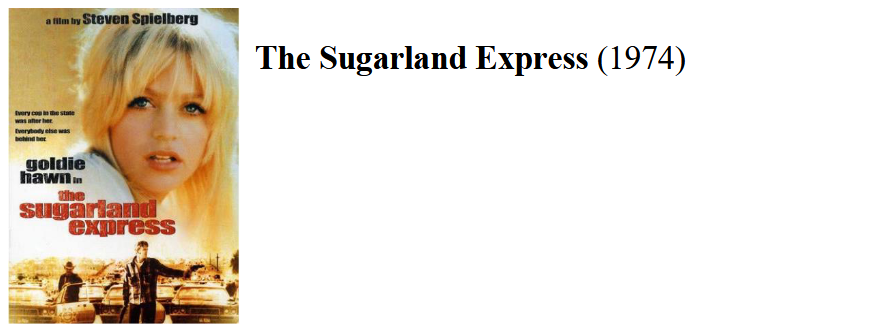 a film by Steven Spielberg
The Sugarland Express (1974)
Every cop in the state
was after her.
Everybody else was
behind her.
goldie
hawn in
the
sugarland
express